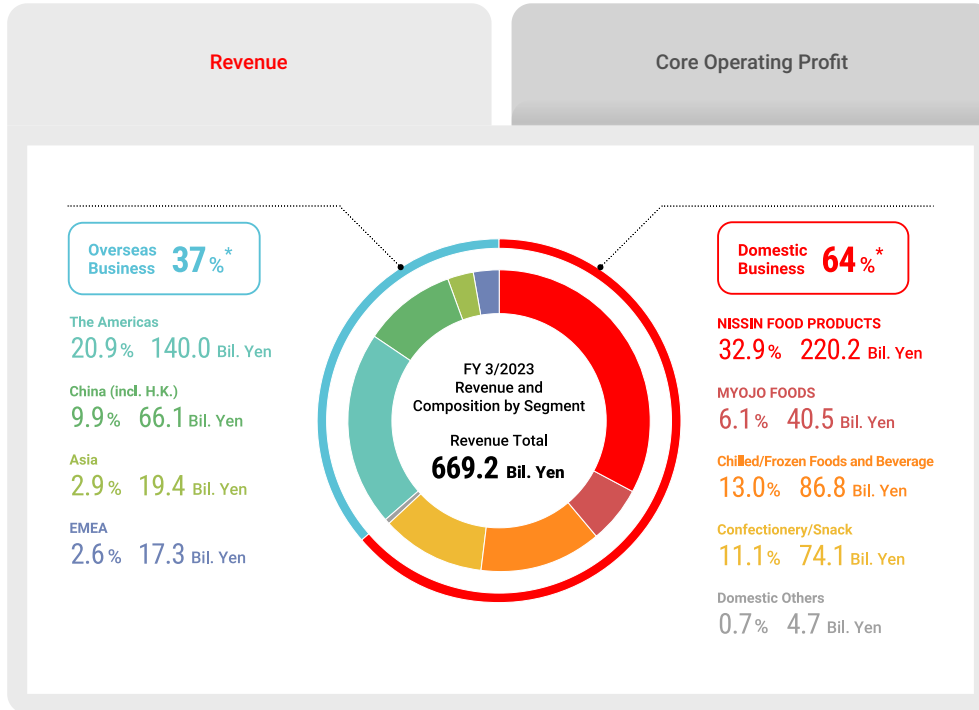 Revenue
Core Operating Profit
Overseas
Business 37%*
The Americas
20.9% 140.0 Bil. Yen
China (incl. H.K.)
9.9% 66.1 Bil. Yen
Asia
2.9% 19.4 Bil. Yen
EMEA
2.6% 17.3 Bil. Yen
FY 3/2023
Revenue and
Composition by Segment
Revenue Total
669.2 Bil. Yen
Domestic
Business 64%*
NISSIN FOOD PRODUCTS
32.9% 220.2 Bil. Yen
MYOJO FOODS
6.1% 40.5 Bil. Yen
Chilled/Frozen Foods and Beverage
13.0% 86.8 Bil. Yen
Confectionery/Snack
11.1% 74.1 Bil. Yen
Domestic Others
0.7% 4.7 Bil. Yen